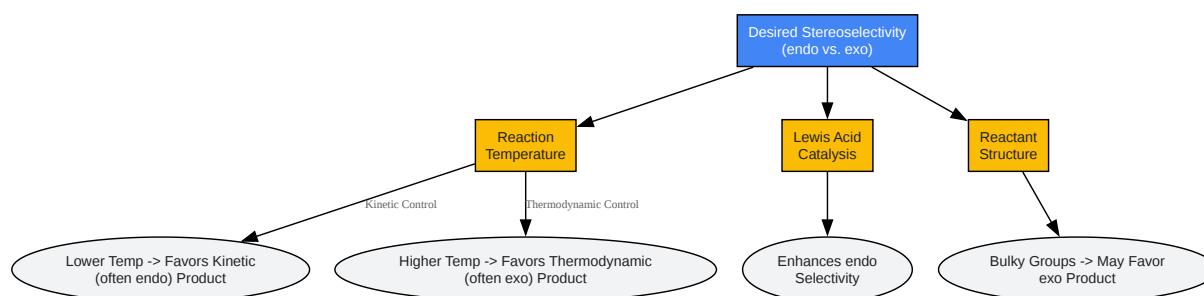 Desired Stereoselectivity
(endo vs. exo)
Reaction
Temperature
Lewis Acid
Catalysis
Reactant
Structure
Kinetic Control
Thermodynamic Control
Lower Temp -> Favors Kinetic
(often endo) Product
Higher Temp -> Favors Thermodynamic
(often exo) Product
Enhances endo
Selectivity
Bulky Groups -> May Favor
exo Product